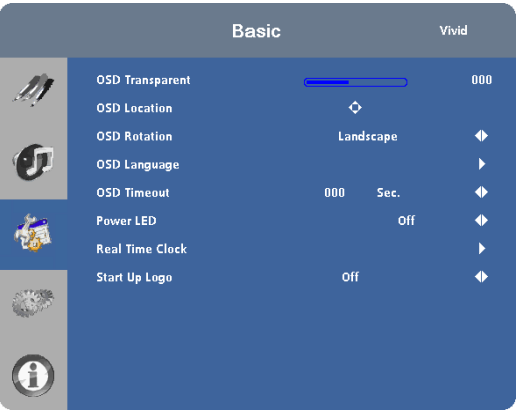 Basic Vivid
OSD Transparent 000
OSD Location
OSD Rotation Landscape
OSD Language
OSD Timeout 000 Sec.
Power LED Off
Real Time Clock
Start Up Logo Off